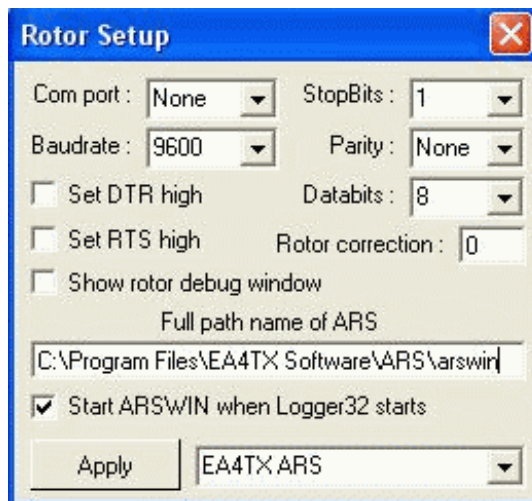 Rotor Setup
Com port : None StopBits : 1
Baudrate : 9600 Parity : None
Set DTR high Databits : 8
Set RTS high Rotor correction : 0
Show rotor debug window
Full path name of ARS
C:\Program Files\EA4TX Software\ARS\arswin
Start ARSWIN when Logger32 starts
Apply EA4TX ARS